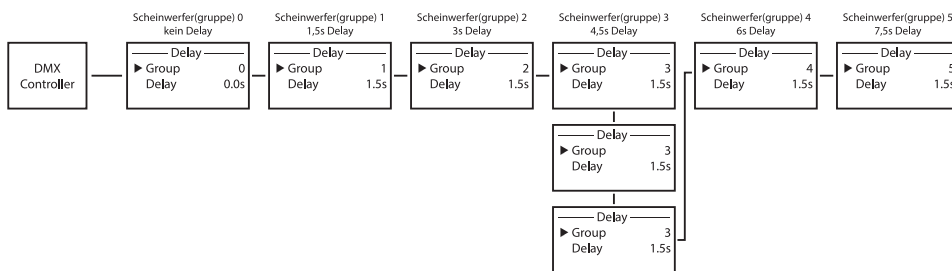 Scheinwerfer(gruppe) 0
kein Delay
Scheinwerfer(gruppe) 1
1,5s Delay
Scheinwerfer(gruppe) 2
3s Delay
Scheinwerfer(gruppe) 3
4,5s Delay
Scheinwerfer(gruppe) 4
6s Delay
Scheinwerfer(gruppe) 5
7,5s Delay
DMX
Controller
Delay
▶ Group 0
Delay 0.0s
Delay
▶ Group 1
Delay 1.5s
Delay
▶ Group 2
Delay 1.5s
Delay
▶ Group 3
Delay 1.5s
Delay
▶ Group 3
Delay 1.5s
Delay
▶ Group 3
Delay 1.5s
Delay
▶ Group 4
Delay 1.5s
Delay
▶ Group 5
Delay 1.5s